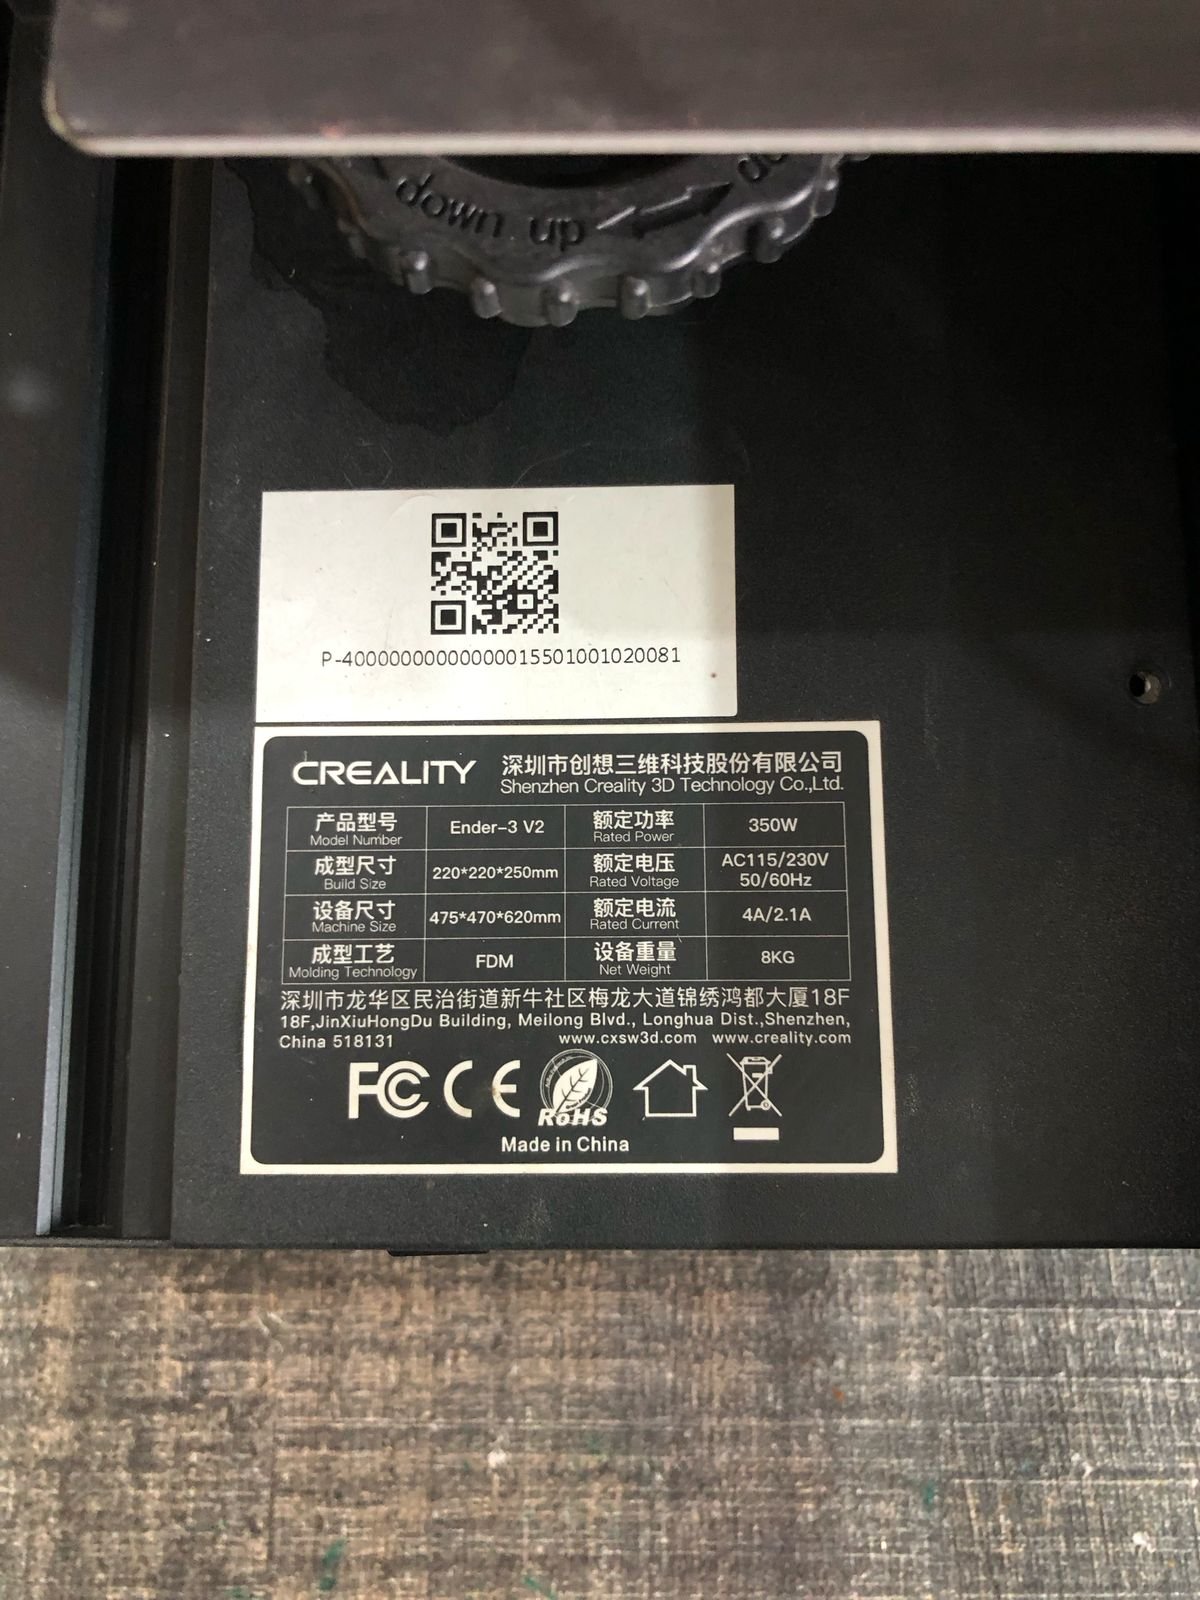 down up do
P-4000000000000001550100102​0081
CREALITY 深圳市创想三维科技股份有限公司
Shenzhen Creality 3D Technology Co.,Ltd.
产品型号 Ender-3 V2 额定功率 350W
Model Number Rated Power
成型尺寸 220*220*250mm 额定电压 AC115/230V
Build Size Rated Voltage 50/60Hz
设备尺寸 475*470*620mm 额定电流 4A/2.1A
Machine Size Rated Current
成型工艺 FDM 设备重量 8KG
Molding Technology Net Weight
深圳市龙华区民治街道新牛社区梅龙大道锦绣鸿都大厦18F
18F,JinXiuHongDu Building, Meilong Blvd., Longhua Dist.,Shenzhen,
China 518131 www.cxsw3d.com www.creality.com
FC CE RoHS
Made in China